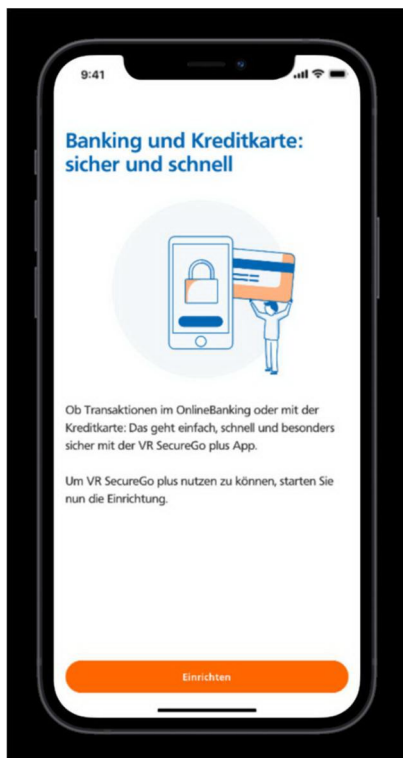 9:41
Banking und Kreditkarte:
sicher und schnell
Ob Transaktionen im OnlineBanking oder mit der
Kreditkarte: Das geht einfach, schnell und besonders
sicher mit der VR SecureGo plus App.
Um VR SecureGo plus nutzen zu können, starten Sie
nun die Einrichtung.
Einrichten